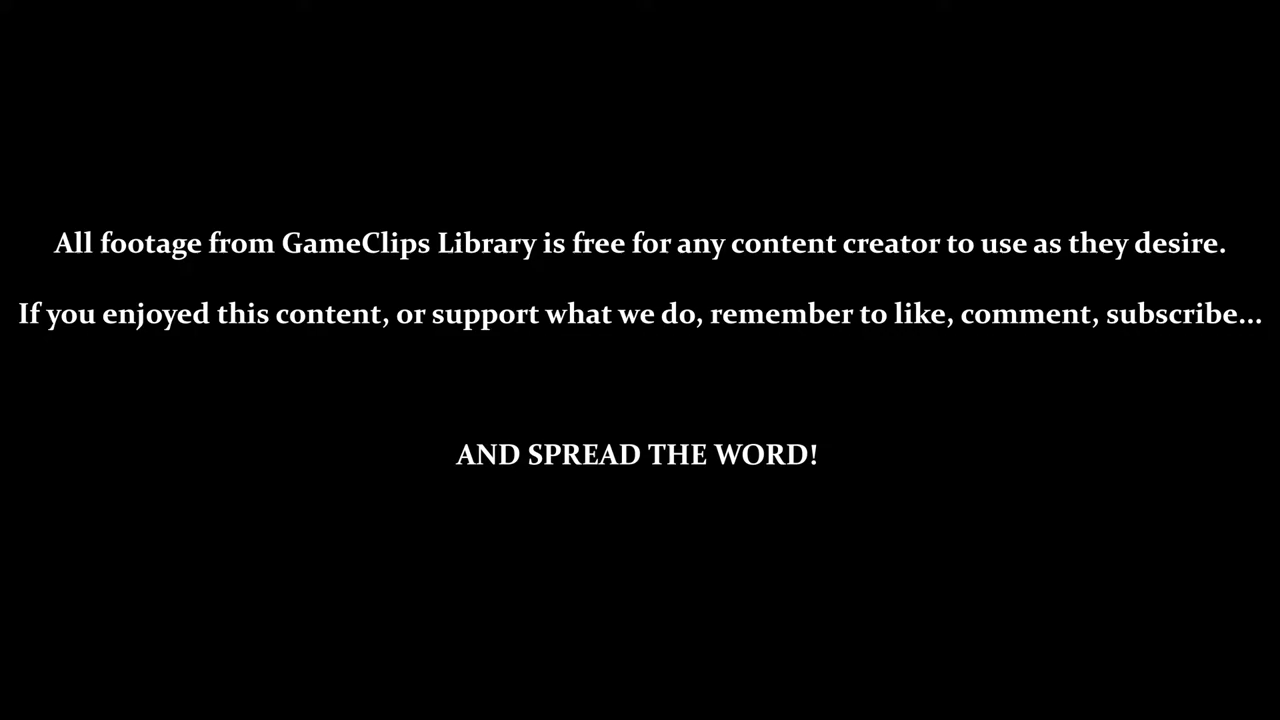 All footage from GameClips Library is free for any content creator to use as they desire.
If you enjoyed this content, or support what we do, remember to like, comment, subscribe...
AND SPREAD THE WORD!